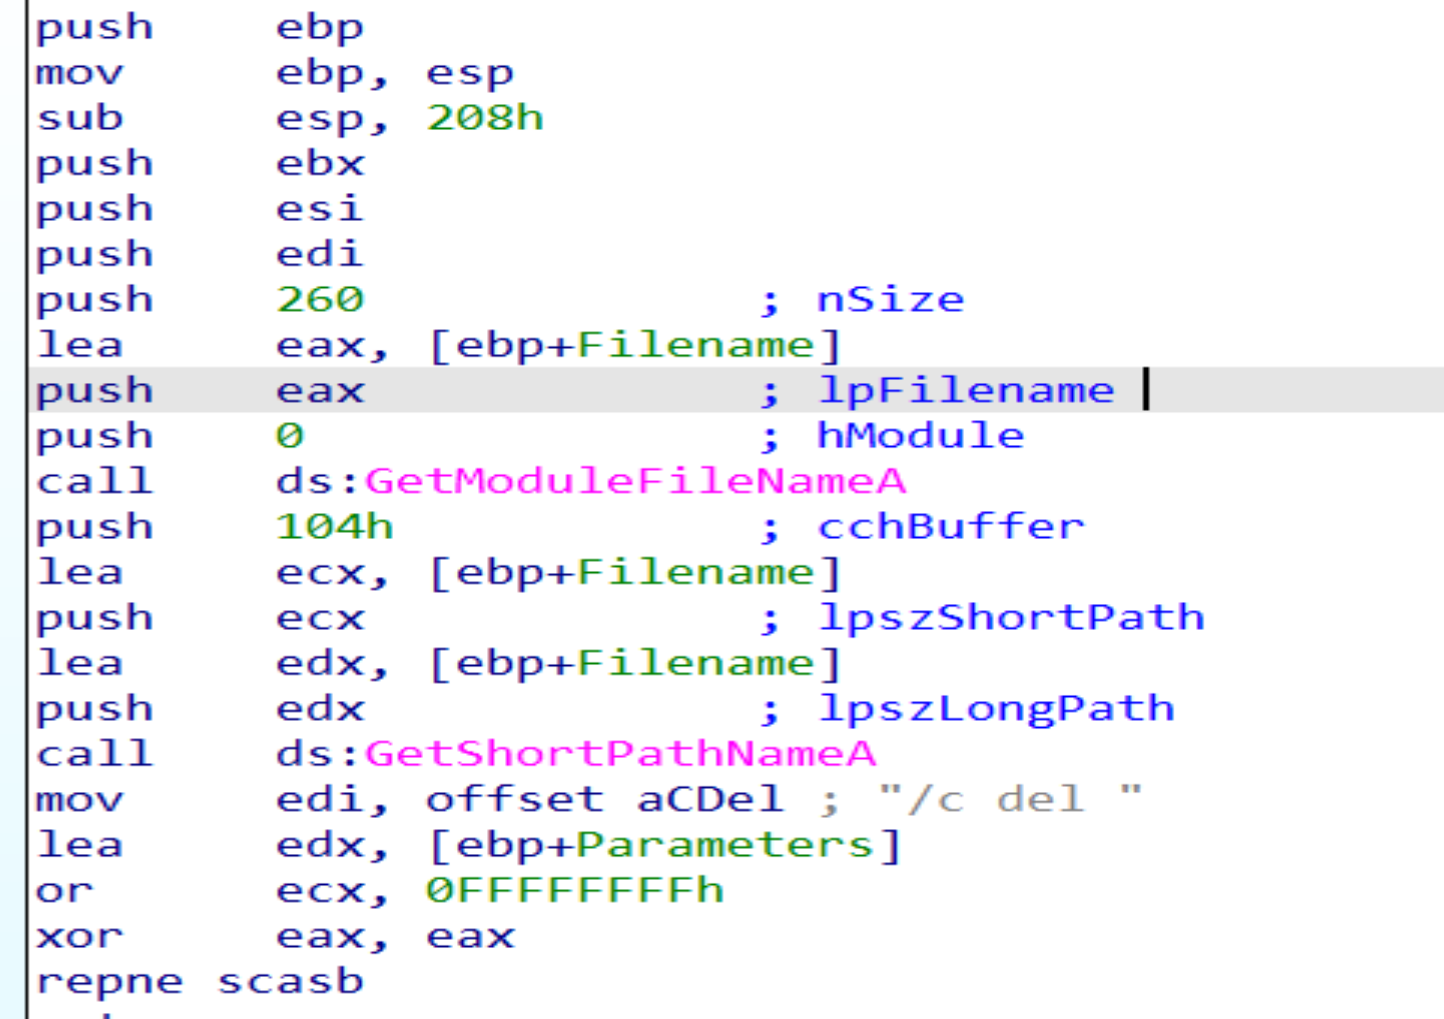 push ebp
mov ebp, esp
sub esp, 208h
push ebx
push esi
push edi
push 260 ; nSize
lea eax, [ebp+Filename]
push eax ; lpFilename
push 0 ; hModule
call ds:GetModuleFileNameA
push 104h ; cchBuffer
lea ecx, [ebp+Filename]
push ecx ; lpszShortPath
lea edx, [ebp+Filename]
push edx ; lpszLongPath
call ds:GetShortPathNameA
mov edi, offset aCDel ; "/c del "
lea edx, [ebp+Parameters]
or ecx, 0FFFFFFFFh
xor eax, eax
repne scasb